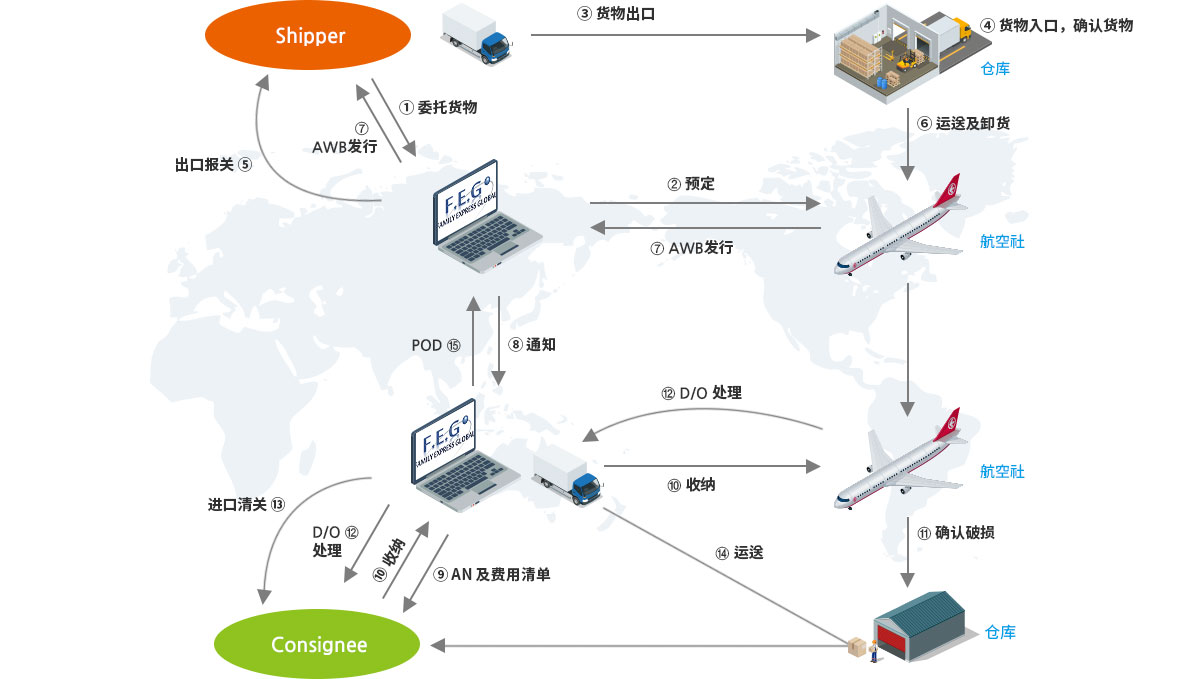 Shipper
③ 货物出口
④ 货物入口，确认货物
仓库
① 委托货物
⑦
AWB发行
出口报关 ⑤
⑥ 运送及卸货
F.E.G
FAMILY EXPRESS GLOBAL
② 预定
⑦ AWB发行
航空社
POD ⑮
⑧ 通知
⑫ D/O 处理
F.E.G
FAMILY EXPRESS GLOBAL
⑩ 收纳
航空社
进口清关 ⑬
D/O ⑫
处理
⑩ 收纳
⑨ AN 及费用清单
⑭ 运送
⑪ 确认破损
仓库
Consignee